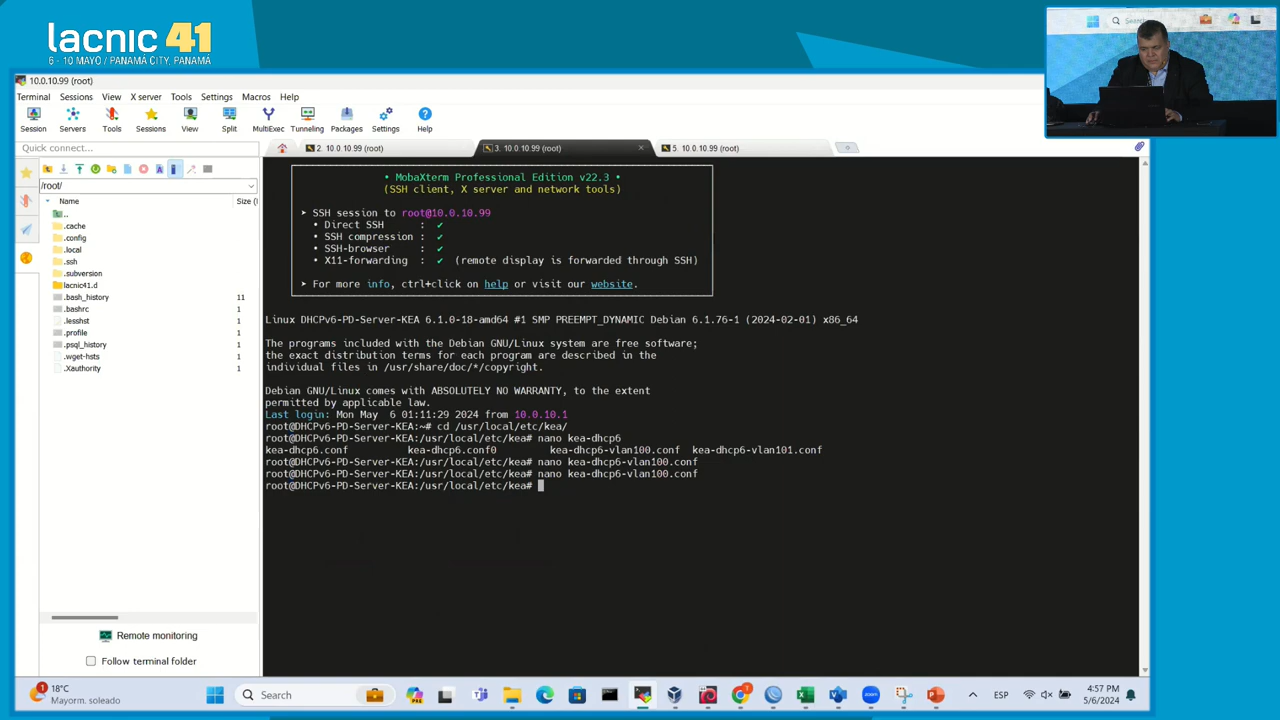 lacnic 41
6 - 10 MAYO / PANAMÁ CITY, PANAMÁ
Search
10.0.10.99 (root)
Terminal Sessions View X server Tools Settings Macros Help
Session Servers Tools Sessions View Split MultiExec Tunneling Packages Settings Help
Quick connect...
2. 10.0.10.99 (root)
3. 10.0.10.99 (root)
5. 10.0.10.99 (root)
/root/
Name Size (
..
.cache
.config
.local
.ssh
.subversion
lacnic41.d
.bash_history 11
.bashrc 1
.lesshst 1
.profile 1
.psql_history 1
.wget-hsts 1
.Xauthority 1
Remote monitoring
Follow terminal folder
• MobaXterm Professional Edition v22.3 •
(SSH client, X server and network tools)
➤ SSH session to root@10.0.10.99
• Direct SSH : ✔
• SSH compression : ✔
• SSH-browser : ✔
• X11-forwarding : ✔ (remote display is forwarded through SSH)
➤ For more info, ctrl+click on help or visit our website.
Linux DHCPv6-PD-Server-KEA 6.1.0-18-amd64 #1 SMP PREEMPT_DYNAMIC Debian 6.1.76-1 (2024-02-01) x86_64
The programs included with the Debian GNU/Linux system are free software;
the exact distribution terms for each program are described in the
individual files in /usr/share/doc/*/copyright.
Debian GNU/Linux comes with ABSOLUTELY NO WARRANTY, to the extent
permitted by applicable law.
Last login: Mon May  6 01:11:29 2024 from 10.0.10.1
root@DHCPv6-PD-Server-KEA:~# cd /usr/local/etc/kea/
root@DHCPv6-PD-Server-KEA:/usr/local/etc/kea# nano kea-dhcp6
kea-dhcp6.conf kea-dhcp6.conf0 kea-dhcp6-vlan100.conf kea-dhcp6-vlan101.conf
root@DHCPv6-PD-Server-KEA:/usr/local/etc/kea# nano kea-dhcp6-vlan100.conf
root@DHCPv6-PD-Server-KEA:/usr/local/etc/kea# nano kea-dhcp6-vlan100.conf
root@DHCPv6-PD-Server-KEA:/usr/local/etc/kea#
1
18°C
Mayorm. soleado
Search
PRE
zoom
ESP
4:57 PM
5/6/2024